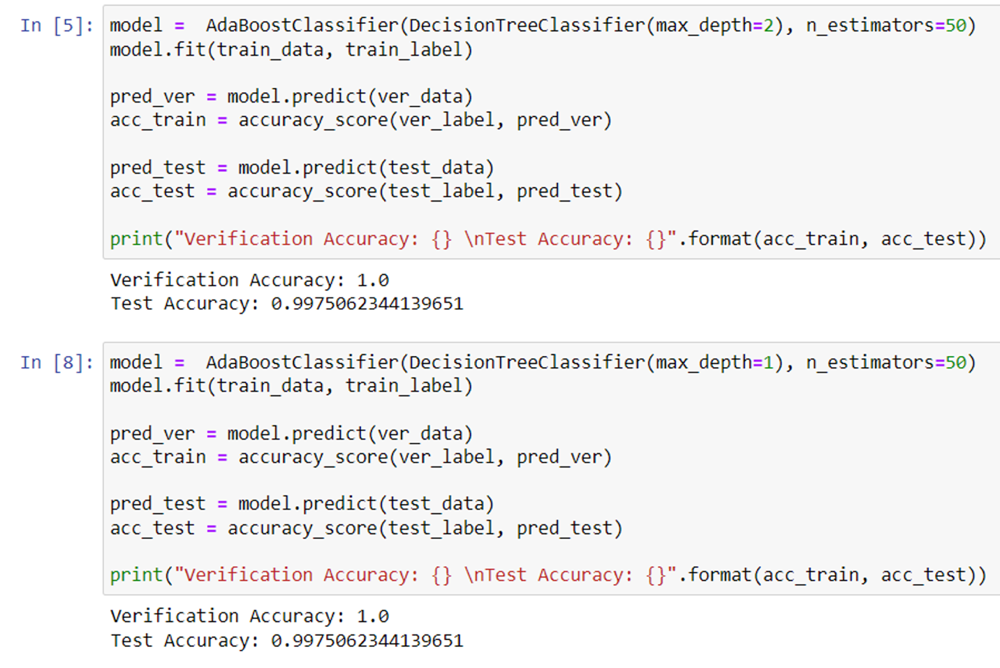 In [5]: model =  AdaBoostClassifier(DecisionTreeClassifier(max_depth=2), n_estimators=50)
model.fit(train_data, train_label)
pred_ver = model.predict(ver_data)
acc_train = accuracy_score(ver_label, pred_ver)
pred_test = model.predict(test_data)
acc_test = accuracy_score(test_label, pred_test)
print("Verification Accuracy: {} \nTest Accuracy: {}".format(acc_train, acc_test))
Verification Accuracy: 1.0
Test Accuracy: 0.9975062344139651
In [8]: model =  AdaBoostClassifier(DecisionTreeClassifier(max_depth=1), n_estimators=50)
model.fit(train_data, train_label)
pred_ver = model.predict(ver_data)
acc_train = accuracy_score(ver_label, pred_ver)
pred_test = model.predict(test_data)
acc_test = accuracy_score(test_label, pred_test)
print("Verification Accuracy: {} \nTest Accuracy: {}".format(acc_train, acc_test))
Verification Accuracy: 1.0
Test Accuracy: 0.9975062344139651